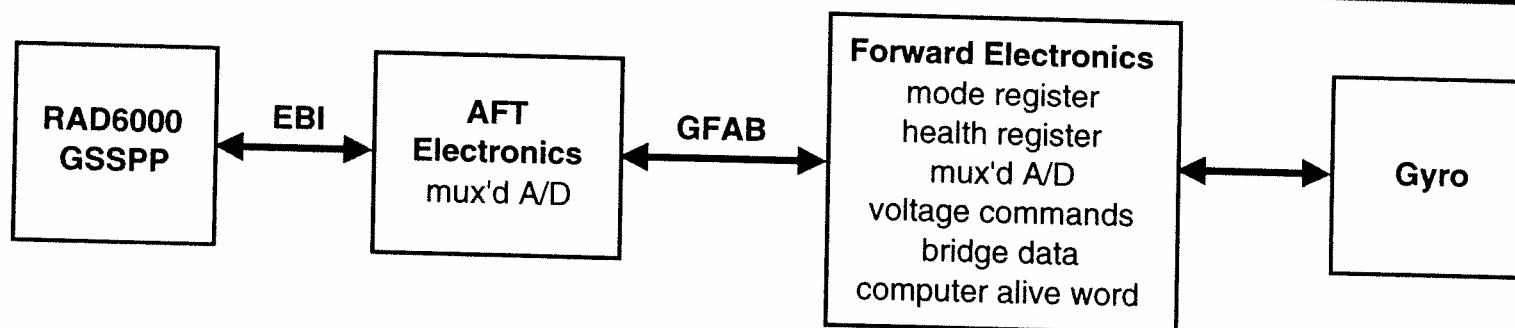 RAD6000
GSSPP
EBI
AFT
Electronics
mux'd A/D
GFAB
Forward Electronics
mode register
health register
mux'd A/D
voltage commands
bridge data
computer alive word
Gyro